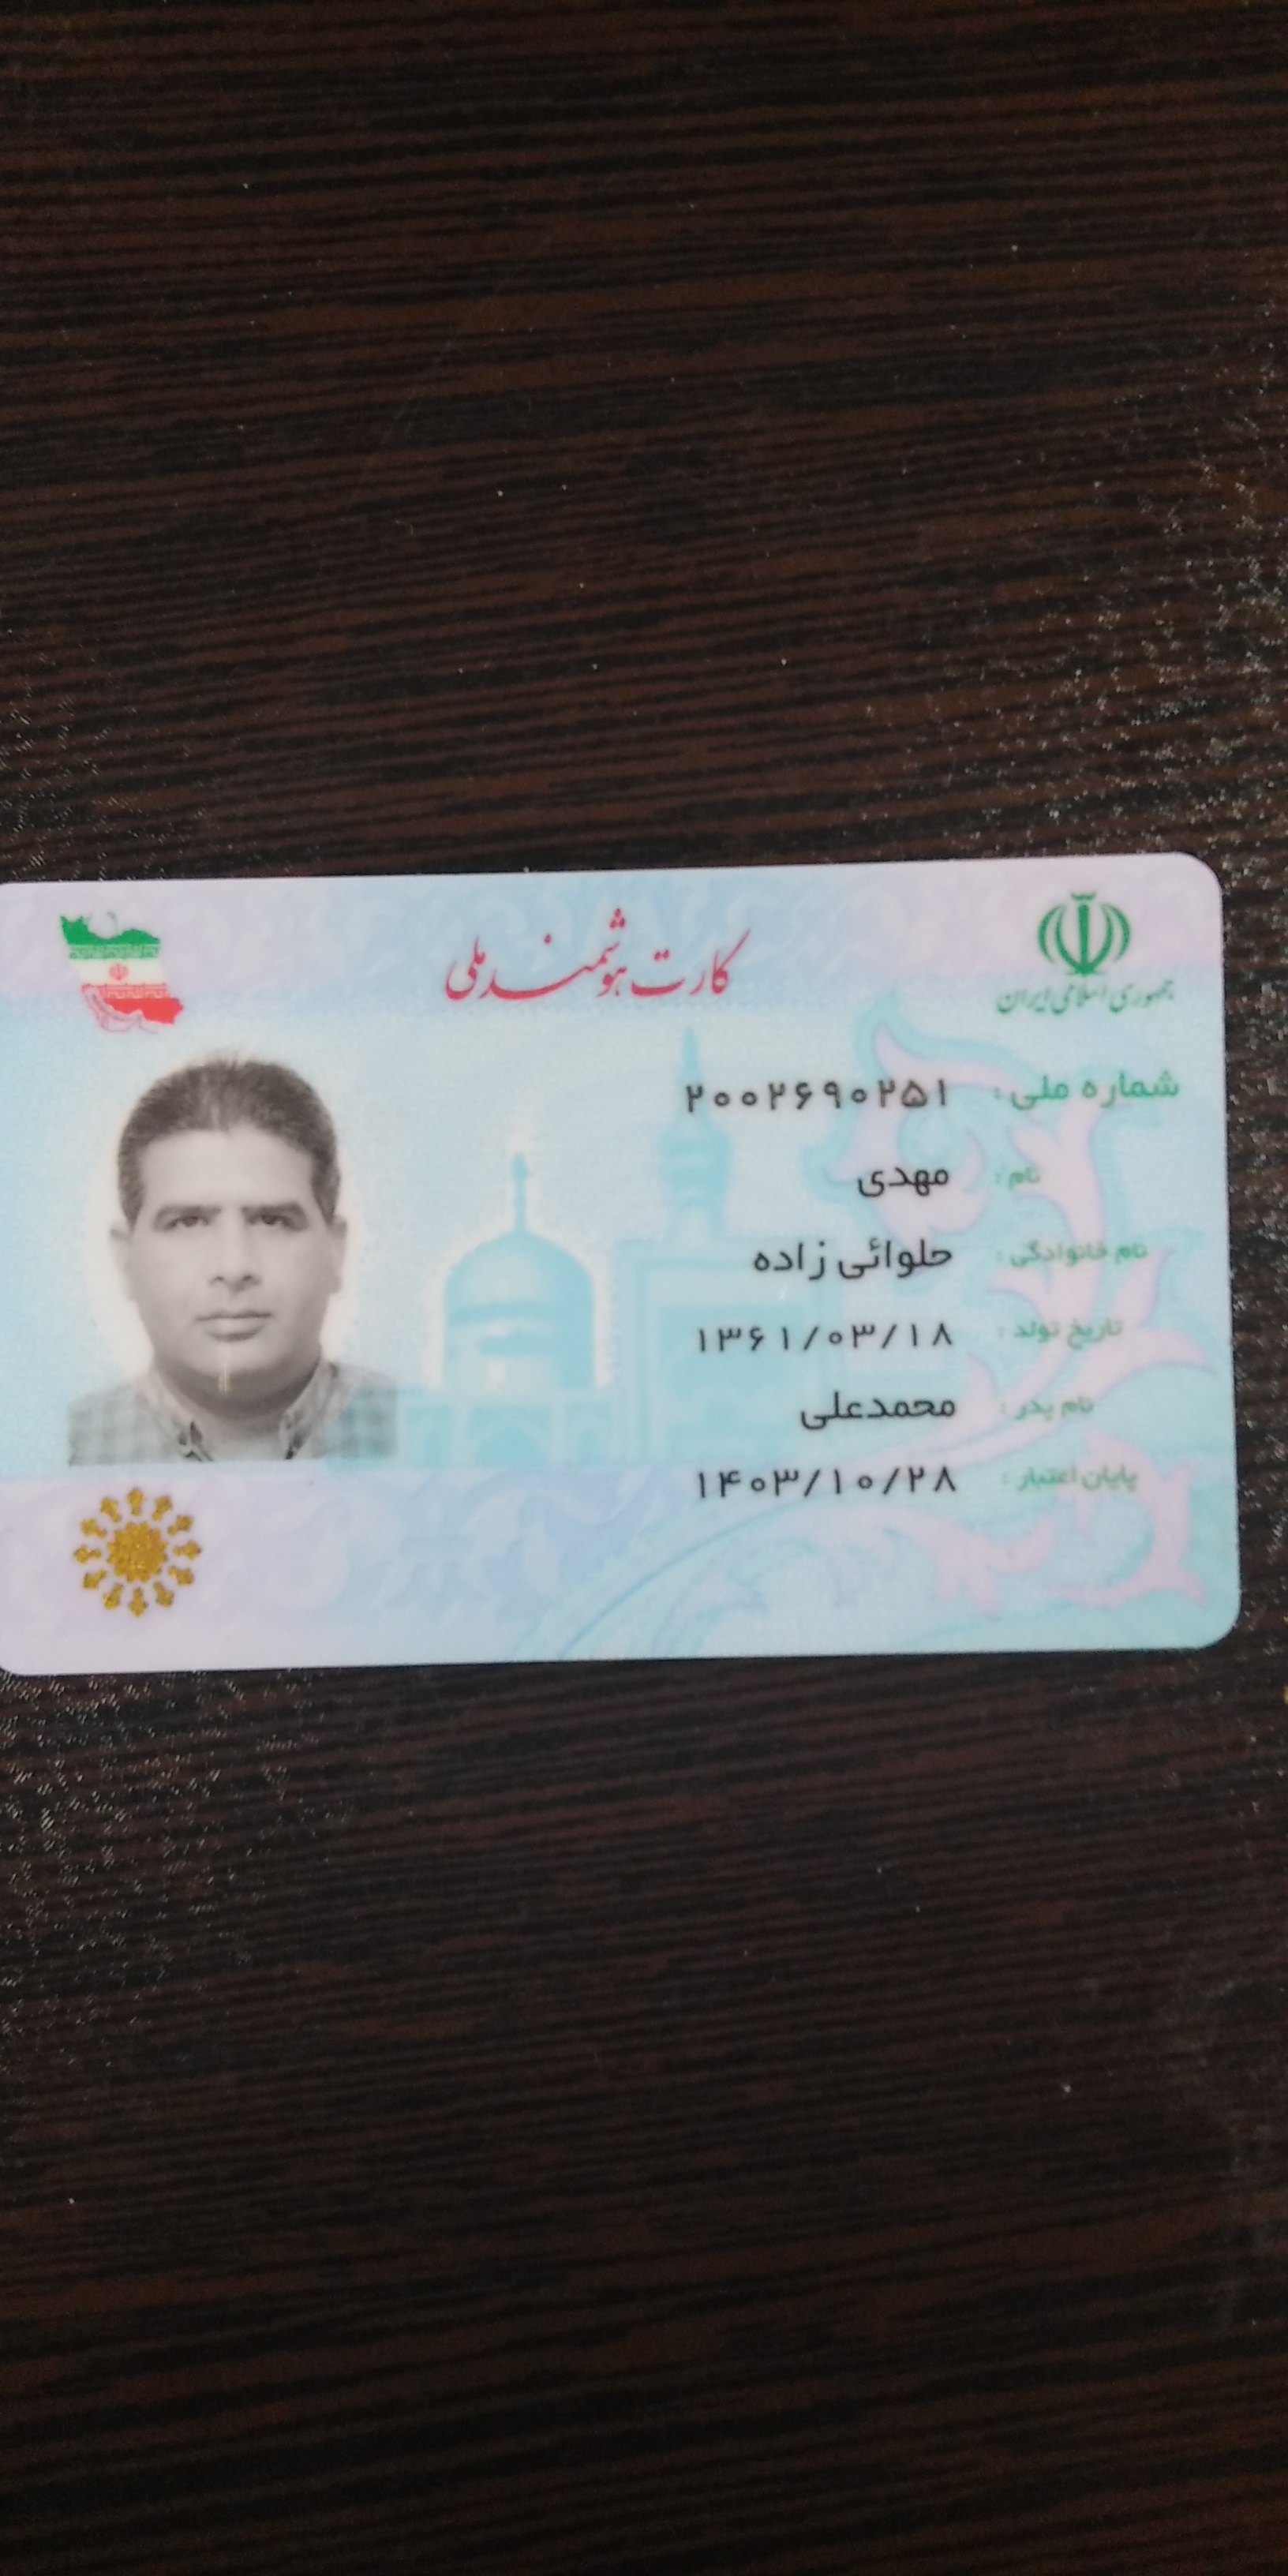 جمهوری اسلامی ایران
کارت هوشمند ملی
شماره ملی: ۲۰۰۲۶۹۰۲۵۱
نام: مهدی
نام خانوادگی: حلوائی زاده
تاریخ تولد: ۱۳۶۱/۰۳/۱۸
نام پدر: محمدعلی
پایان اعتبار: ۱۴۰۳/۱۰/۲۸